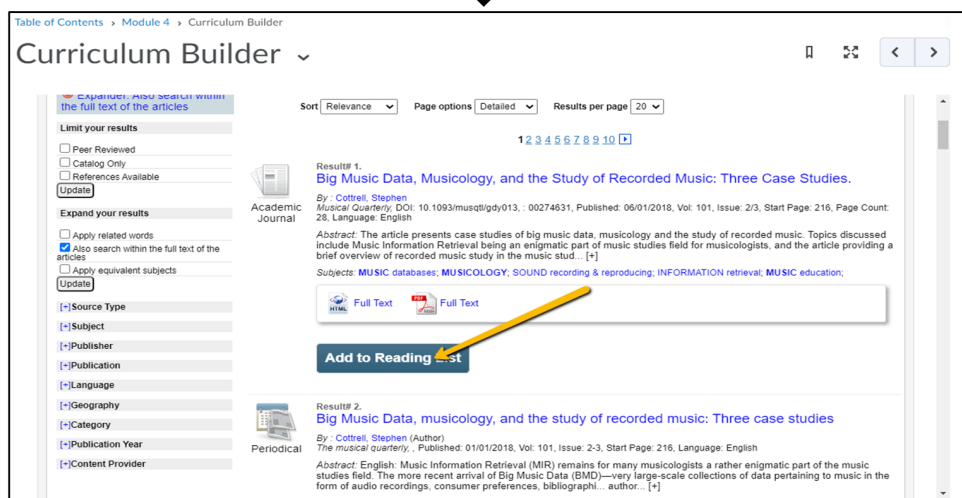 Table of Contents › Module 4 › Curriculum Builder
Curriculum Builder
Expander: Also search within
the full text of the articles
Limit your results
Peer Reviewed
Catalog Only
References Available
Update
Expand your results
Apply related words
Also search within the full text of the
articles
Apply equivalent subjects
Update
[+]Source Type
[+]Subject
[+]Publisher
[+]Publication
[+]Language
[+]Geography
[+]Category
[+]Publication Year
[+]Content Provider
Sort Relevance Page options Detailed Results per page 20
1 2 3 4 5 6 7 8 9 10
Academic
Journal
Result# 1.
Big Music Data, Musicology, and the Study of Recorded Music: Three Case Studies.
By : Cottrell, Stephen
Musical Quarterly, DOI: 10.1093/musqtl/gdy013, : 00274631, Published: 06/01/2018, Vol: 101, Issue: 2/3, Start Page: 216, Page Count:
28, Language: English
Abstract: The article presents case studies of big music data, musicology and the study of recorded music. Topics discussed
include Music Information Retrieval being an enigmatic part of music studies field for musicologists, and the article providing a
brief overview of recorded music study in the music stud... [+]
Subjects: MUSIC databases; MUSICOLOGY; SOUND recording & reproducing; INFORMATION retrieval; MUSIC education;
HTML Full Text PDF Full Text
Add to Reading List
Periodical
Result# 2.
Big Music Data, musicology, and the study of recorded music: Three case studies
By : Cottrell, Stephen (Author)
The musical quarterly, , Published: 01/01/2018, Vol: 101, Issue: 2-3, Start Page: 216, Language: English
Abstract: English: Music Information Retrieval (MIR) remains for many musicologists a rather enigmatic part of the music
studies field. The more recent arrival of Big Music Data (BMD)—very large-scale collections of data pertaining to music in the
form of audio recordings, consumer preferences, bibliographi... author... [+]